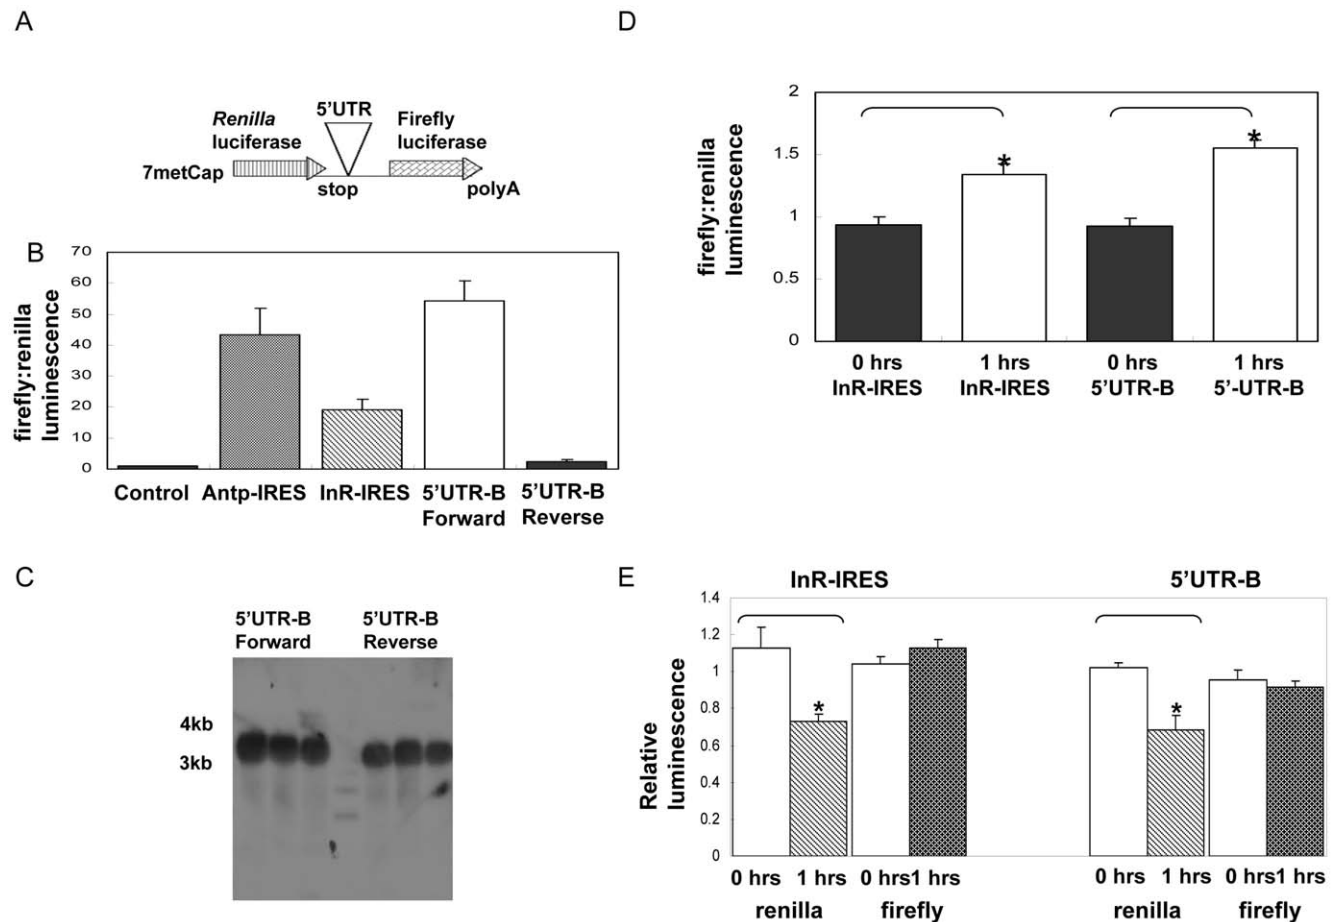 A
Renilla
luciferase
5'UTR
Firefly
luciferase
7metCap
stop
polyA
B
firefly:renilla
luminescence
70
60
50
40
30
20
10
0
Control
Antp-IRES
InR-IRES
5'UTR-B
Forward
5'UTR-B
Reverse
C
5'UTR-B
Forward
5'UTR-B
Reverse
4kb
3kb
D
firefly:renilla
luminescence
2
1.5
1
0.5
0
*
*
0 hrs
InR-IRES
1 hrs
InR-IRES
0 hrs
5'UTR-B
1 hrs
5'-UTR-B
E
InR-IRES
5'UTR-B
Relative
luminescence
1.4
1.2
1
0.8
0.6
0.4
0.2
0
*
*
0 hrs 1 hrs 0 hrs1 hrs
renilla firefly
0 hrs 1 hrs 0 hrs1 hrs
renilla firefly